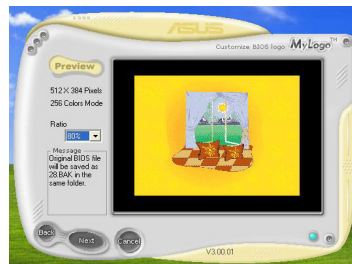 ASUS
Customize BIOS logo MyLogo™
Preview
512 X 384 Pixels
256 Colors Mode
Ratio
80%
Message
Original BIOS file
will be saved as
28.BAK in the
same folder.
Back
Next
Cancel
V3.00.01